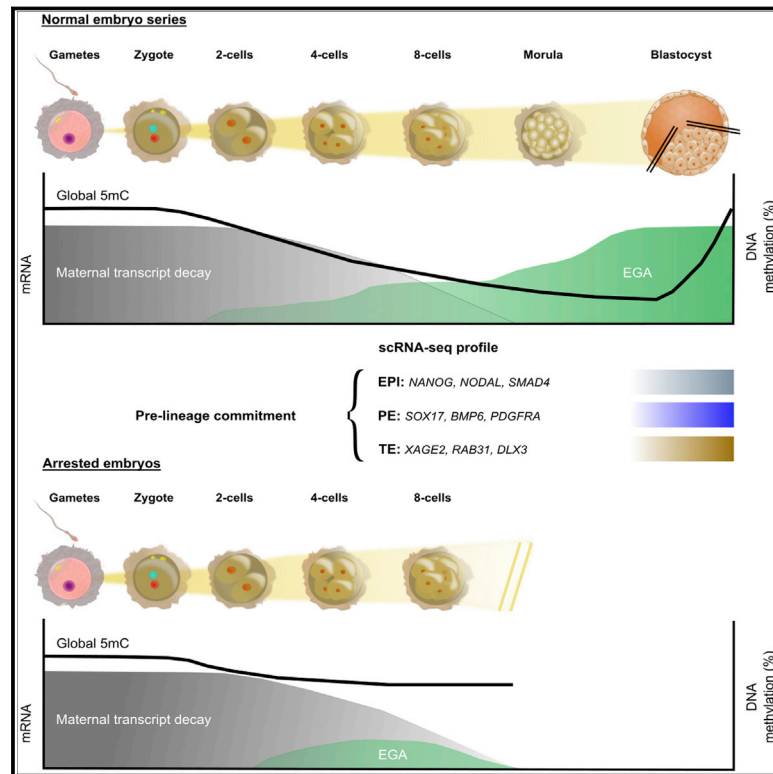 Normal embryo series
Gametes Zygote 2-cells 4-cells 8-cells Morula Blastocyst
Global 5mC
Maternal transcript decay
EGA
mRNA
DNA
methylation (%)
scRNA-seq profile
Pre-lineage commitment
EPI: NANOG, NODAL, SMAD4
PE: SOX17, BMP6, PDGFRA
TE: XAGE2, RAB31, DLX3
Arrested embryos
Gametes Zygote 2-cells 4-cells 8-cells
Global 5mC
Maternal transcript decay
EGA
mRNA
DNA
methylation (%)